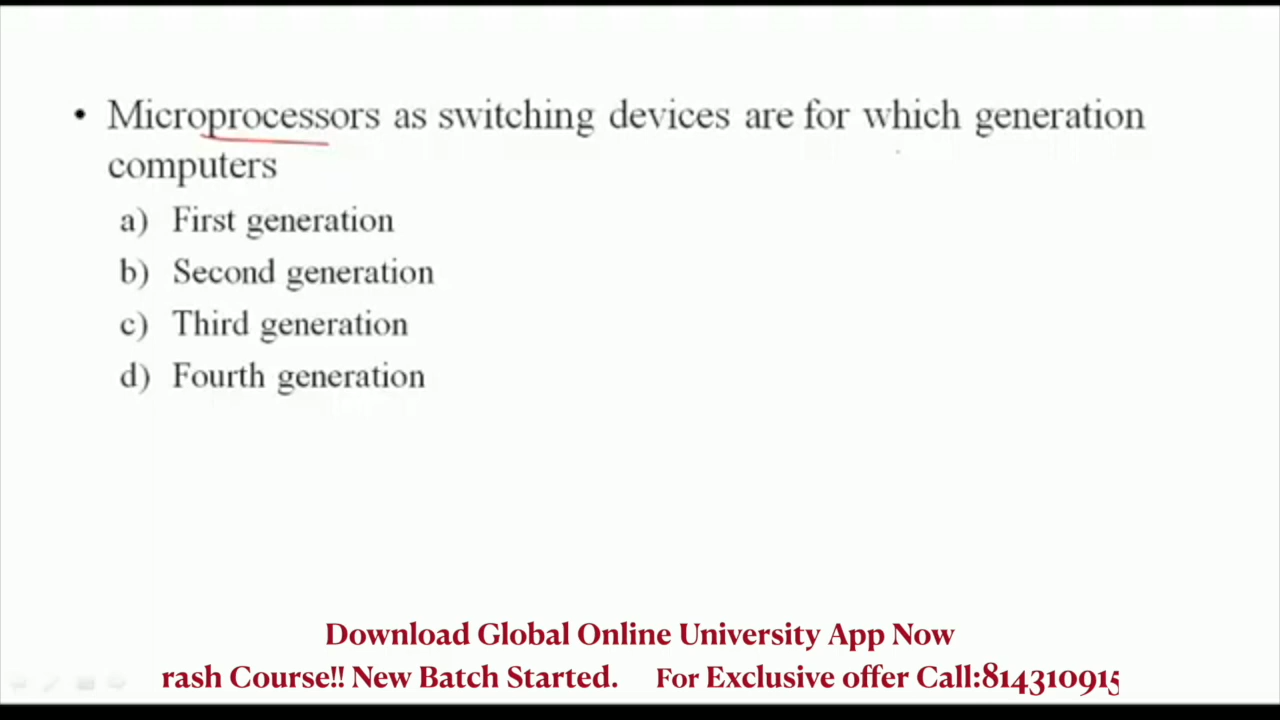 • Microprocessors as switching devices are for which generation
computers
a) First generation
b) Second generation
c) Third generation
d) Fourth generation
Download Global Online University App Now
rash Course!! New Batch Started. For Exclusive offer Call:814310915